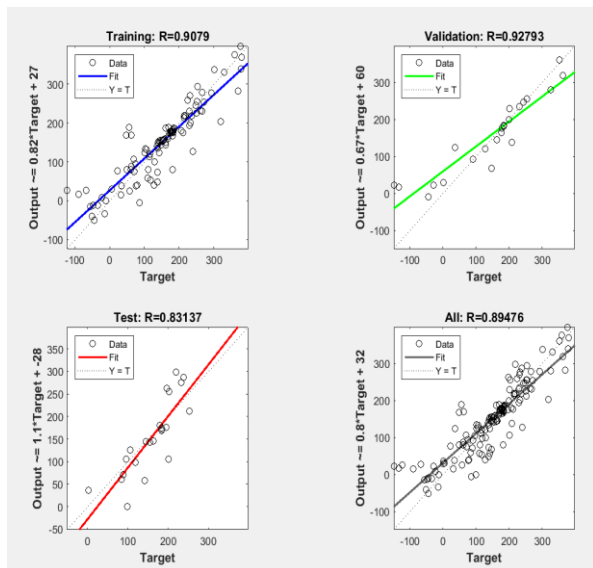 Training: R=0.9079
Output ~= 0.82*Target + 27
Data
Fit
Y = T
300
200
100
0
-100
-100 0 100 200 300
Target
Validation: R=0.92793
Output ~= 0.67*Target + 60
Data
Fit
Y = T
300
200
100
0
-100
-100 0 100 200 300
Target
Test: R=0.83137
Output ~= 1.1*Target + -28
Data
Fit
Y = T
400
350
300
250
200
150
100
50
0
-50
0 100 200 300
Target
All: R=0.89476
Output ~= 0.8*Target + 32
Data
Fit
Y = T
300
200
100
0
-100
-100 0 100 200 300
Target